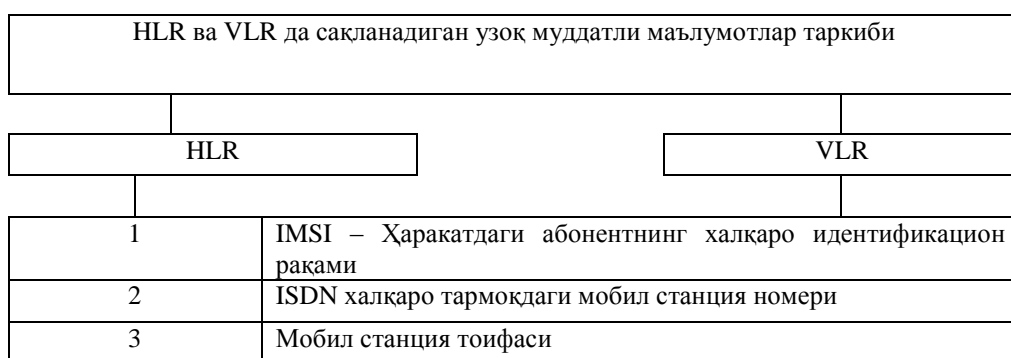 HLR ва VLR да сақланадиган узоқ муддатли маълумотлар таркиби
HLR VLR
1 IMSI – Ҳаракатдаги абонентнинг халқаро идентификацион
рақами
2 ISDN халқаро тармоқдаги мобил станция номери
3 Мобил станция тоифаси